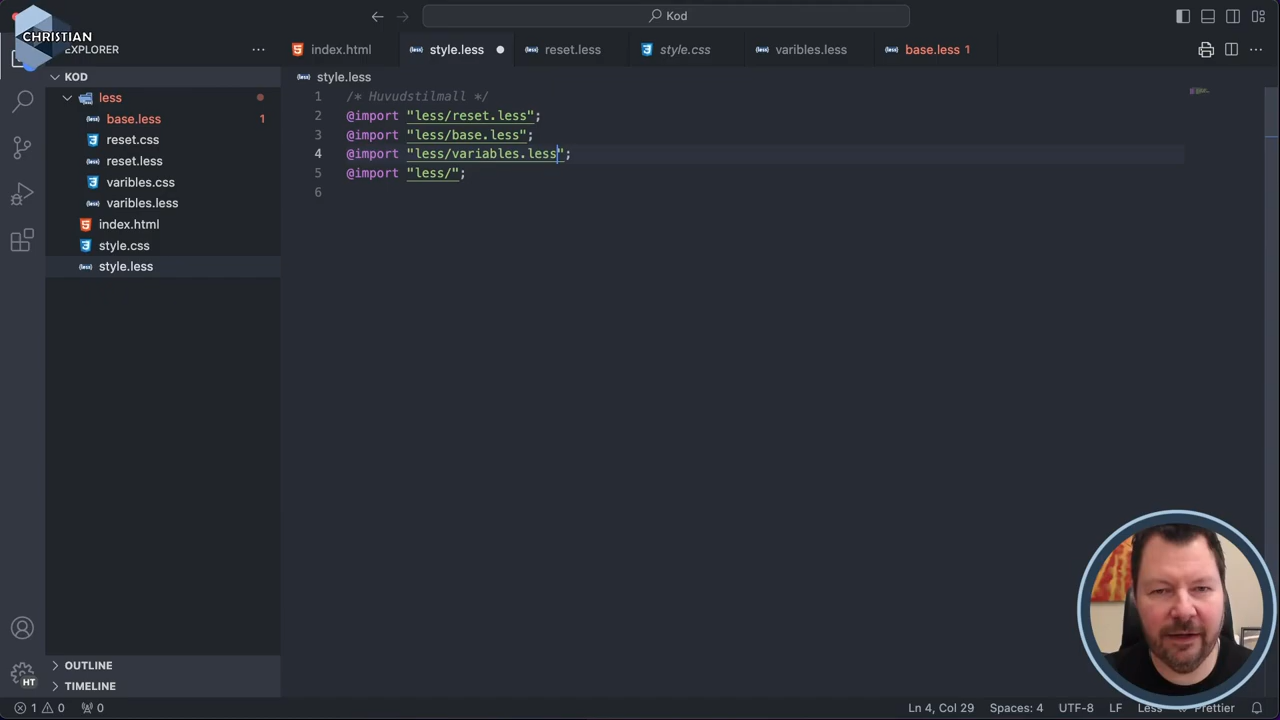 Kod
CHRISTIAN
EXPLORER
index.html
style.less
reset.less
style.css
varibles.less
base.less 1
KOD
style.less
less
base.less 1
reset.css
reset.less
varibles.css
varibles.less
index.html
style.css
style.less
1 /* Huvudstilmall */
2 @import "less/reset.less";
3 @import "less/base.less";
4 @import "less/variables.less";
5 @import "less/";
6
OUTLINE
TIMELINE
HT
1 0 0
Ln 4, Col 29 Spaces: 4 UTF-8 LF Less Prettier